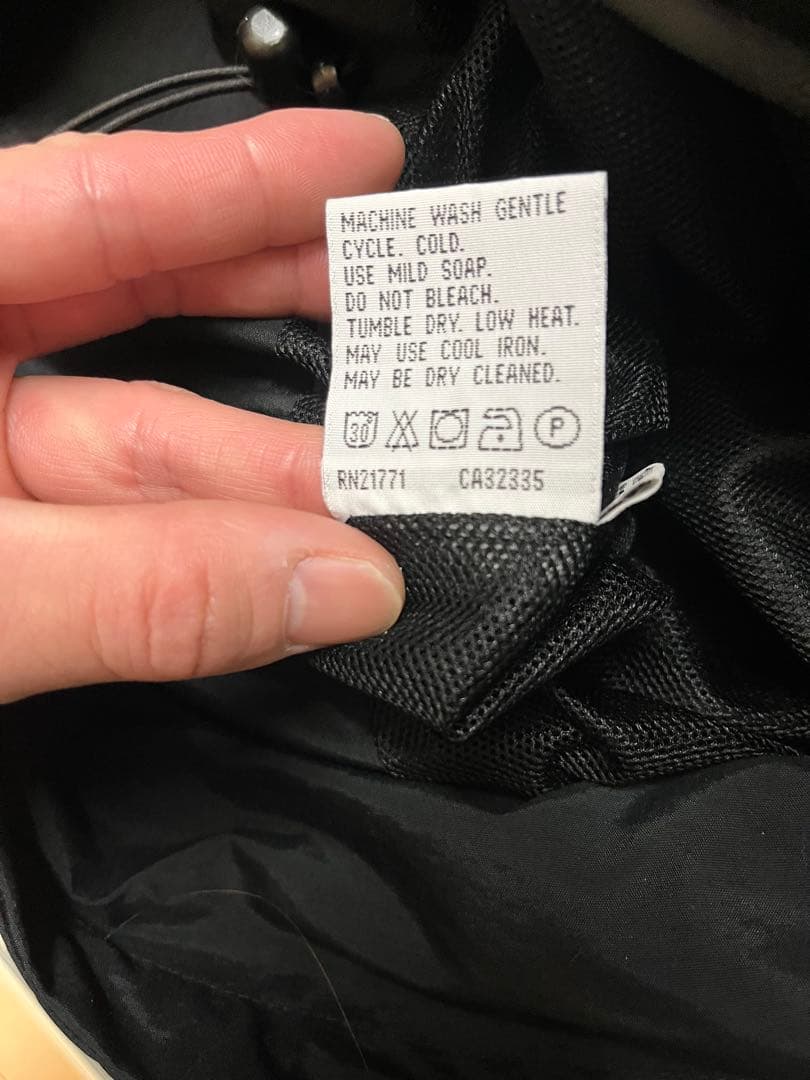 MACHINE WASH GENTLE
CYCLE. COLD.
USE MILD SOAP.
DO NOT BLEACH.
TUMBLE DRY. LOW HEAT.
MAY USE COOL IRON.
MAY BE DRY CLEANED.
30° P
RN21771 CA32335